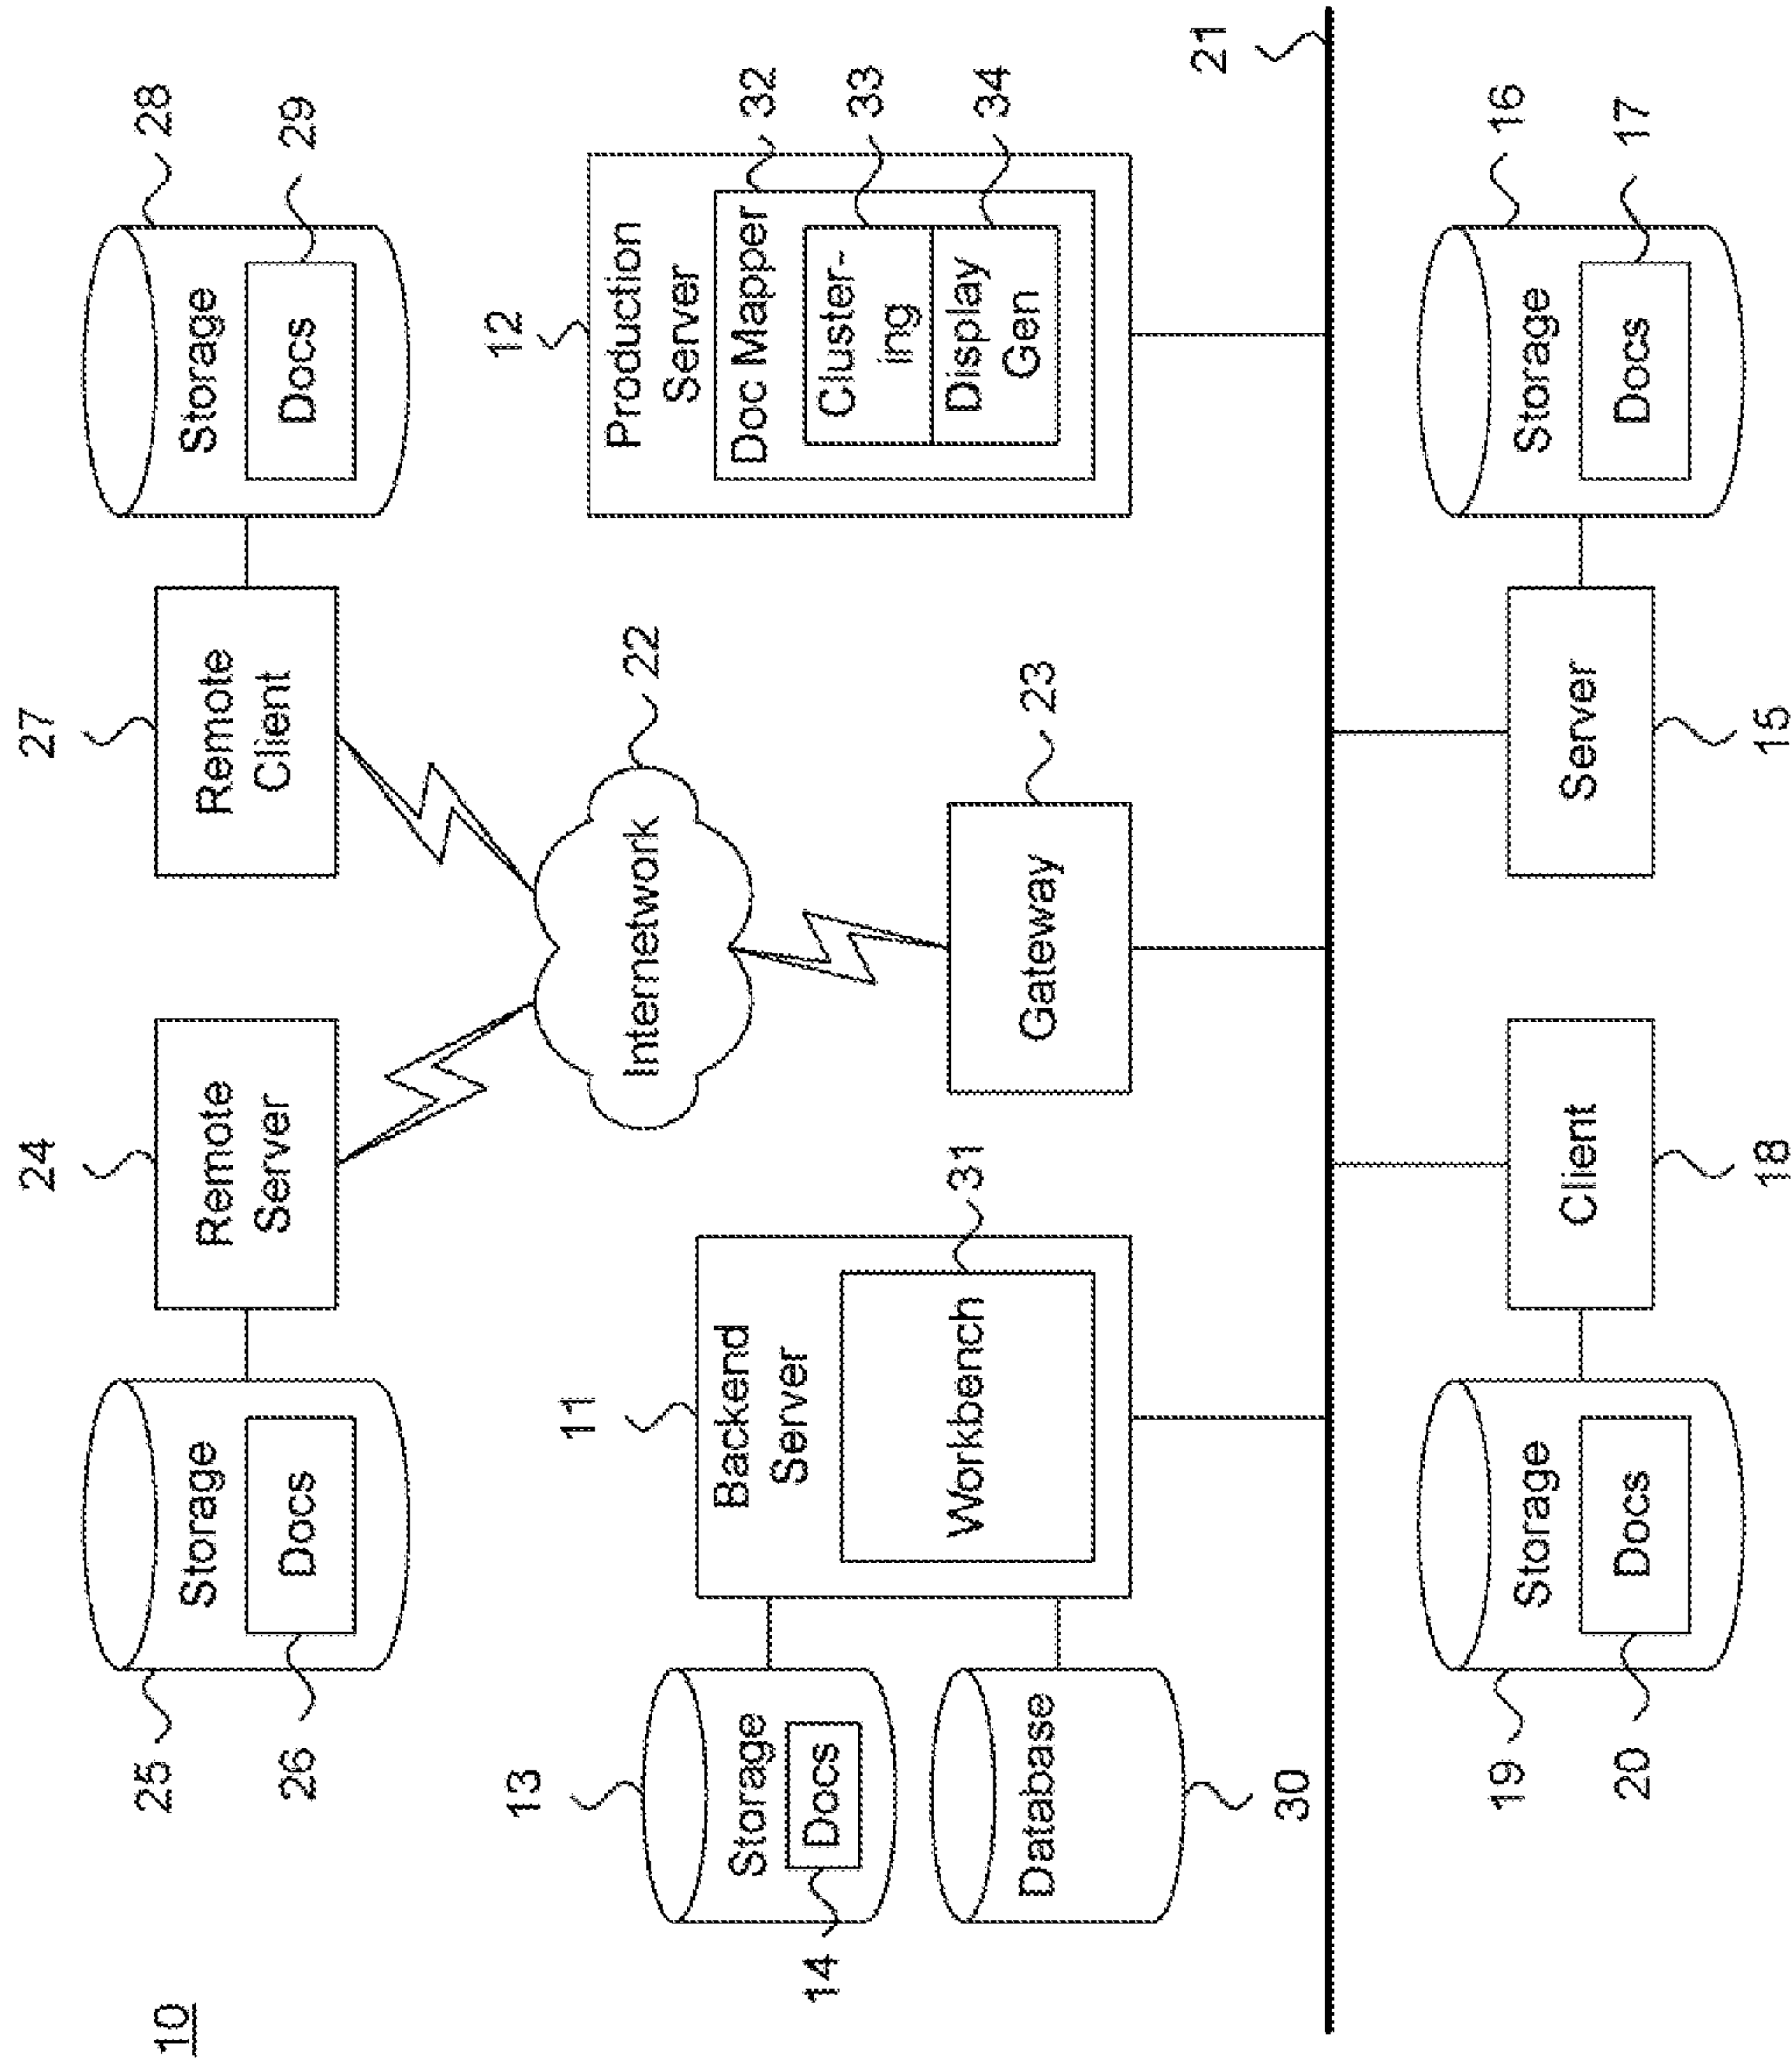 10
24
27
25
26
Storage
Docs
Remote
Server
Remote
Client
Storage
Docs
28
29
13
14
Storage
Docs
Database
30
11
Backend
Server
Workbench
31
Internetwork
22
Gateway
23
12
Production
Server
Doc Mapper
Cluster-
ing
Display
Gen
32
33
34
21
19
20
Storage
Docs
Client
18
Server
15
Storage
Docs
16
17